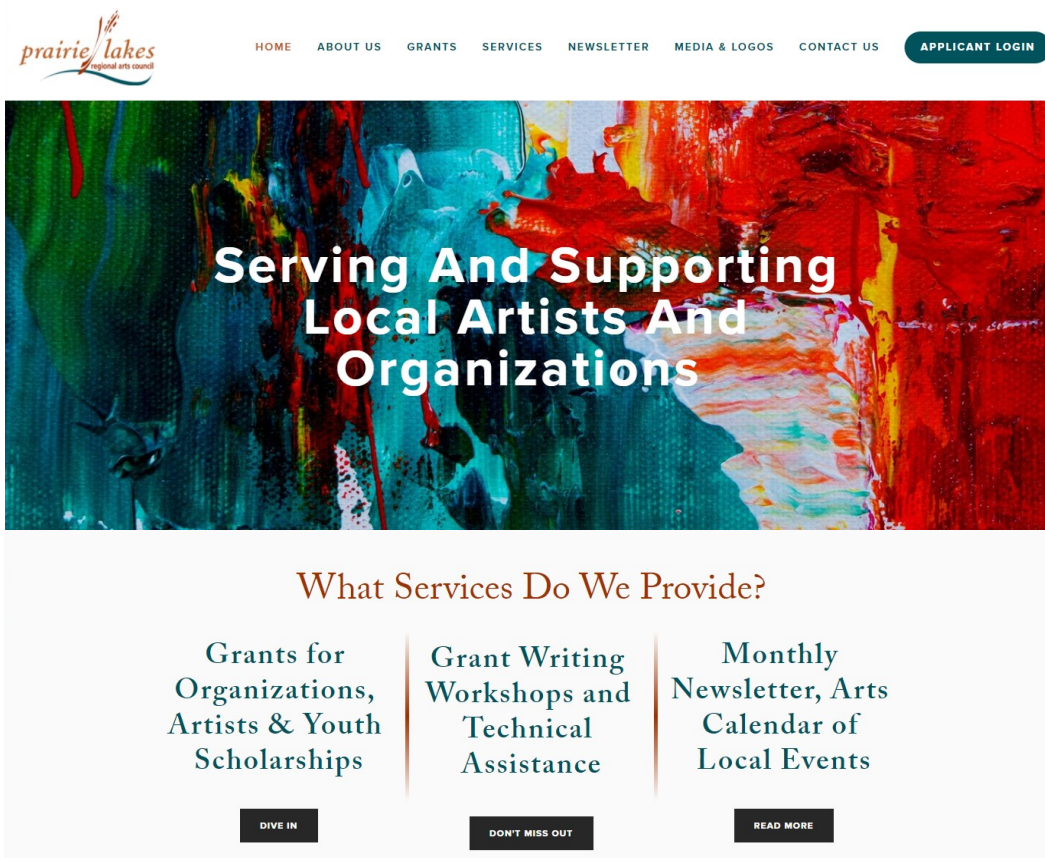 prairie lakes
regional arts council
HOME ABOUT US GRANTS SERVICES NEWSLETTER MEDIA & LOGOS CONTACT US APPLICANT LOGIN
Serving And Supporting
Local Artists And
Organizations
What Services Do We Provide?
Grants for
Organizations,
Artists & Youth
Scholarships
DIVE IN
Grant Writing
Workshops and
Technical
Assistance
DON'T MISS OUT
Monthly
Newsletter, Arts
Calendar of
Local Events
READ MORE